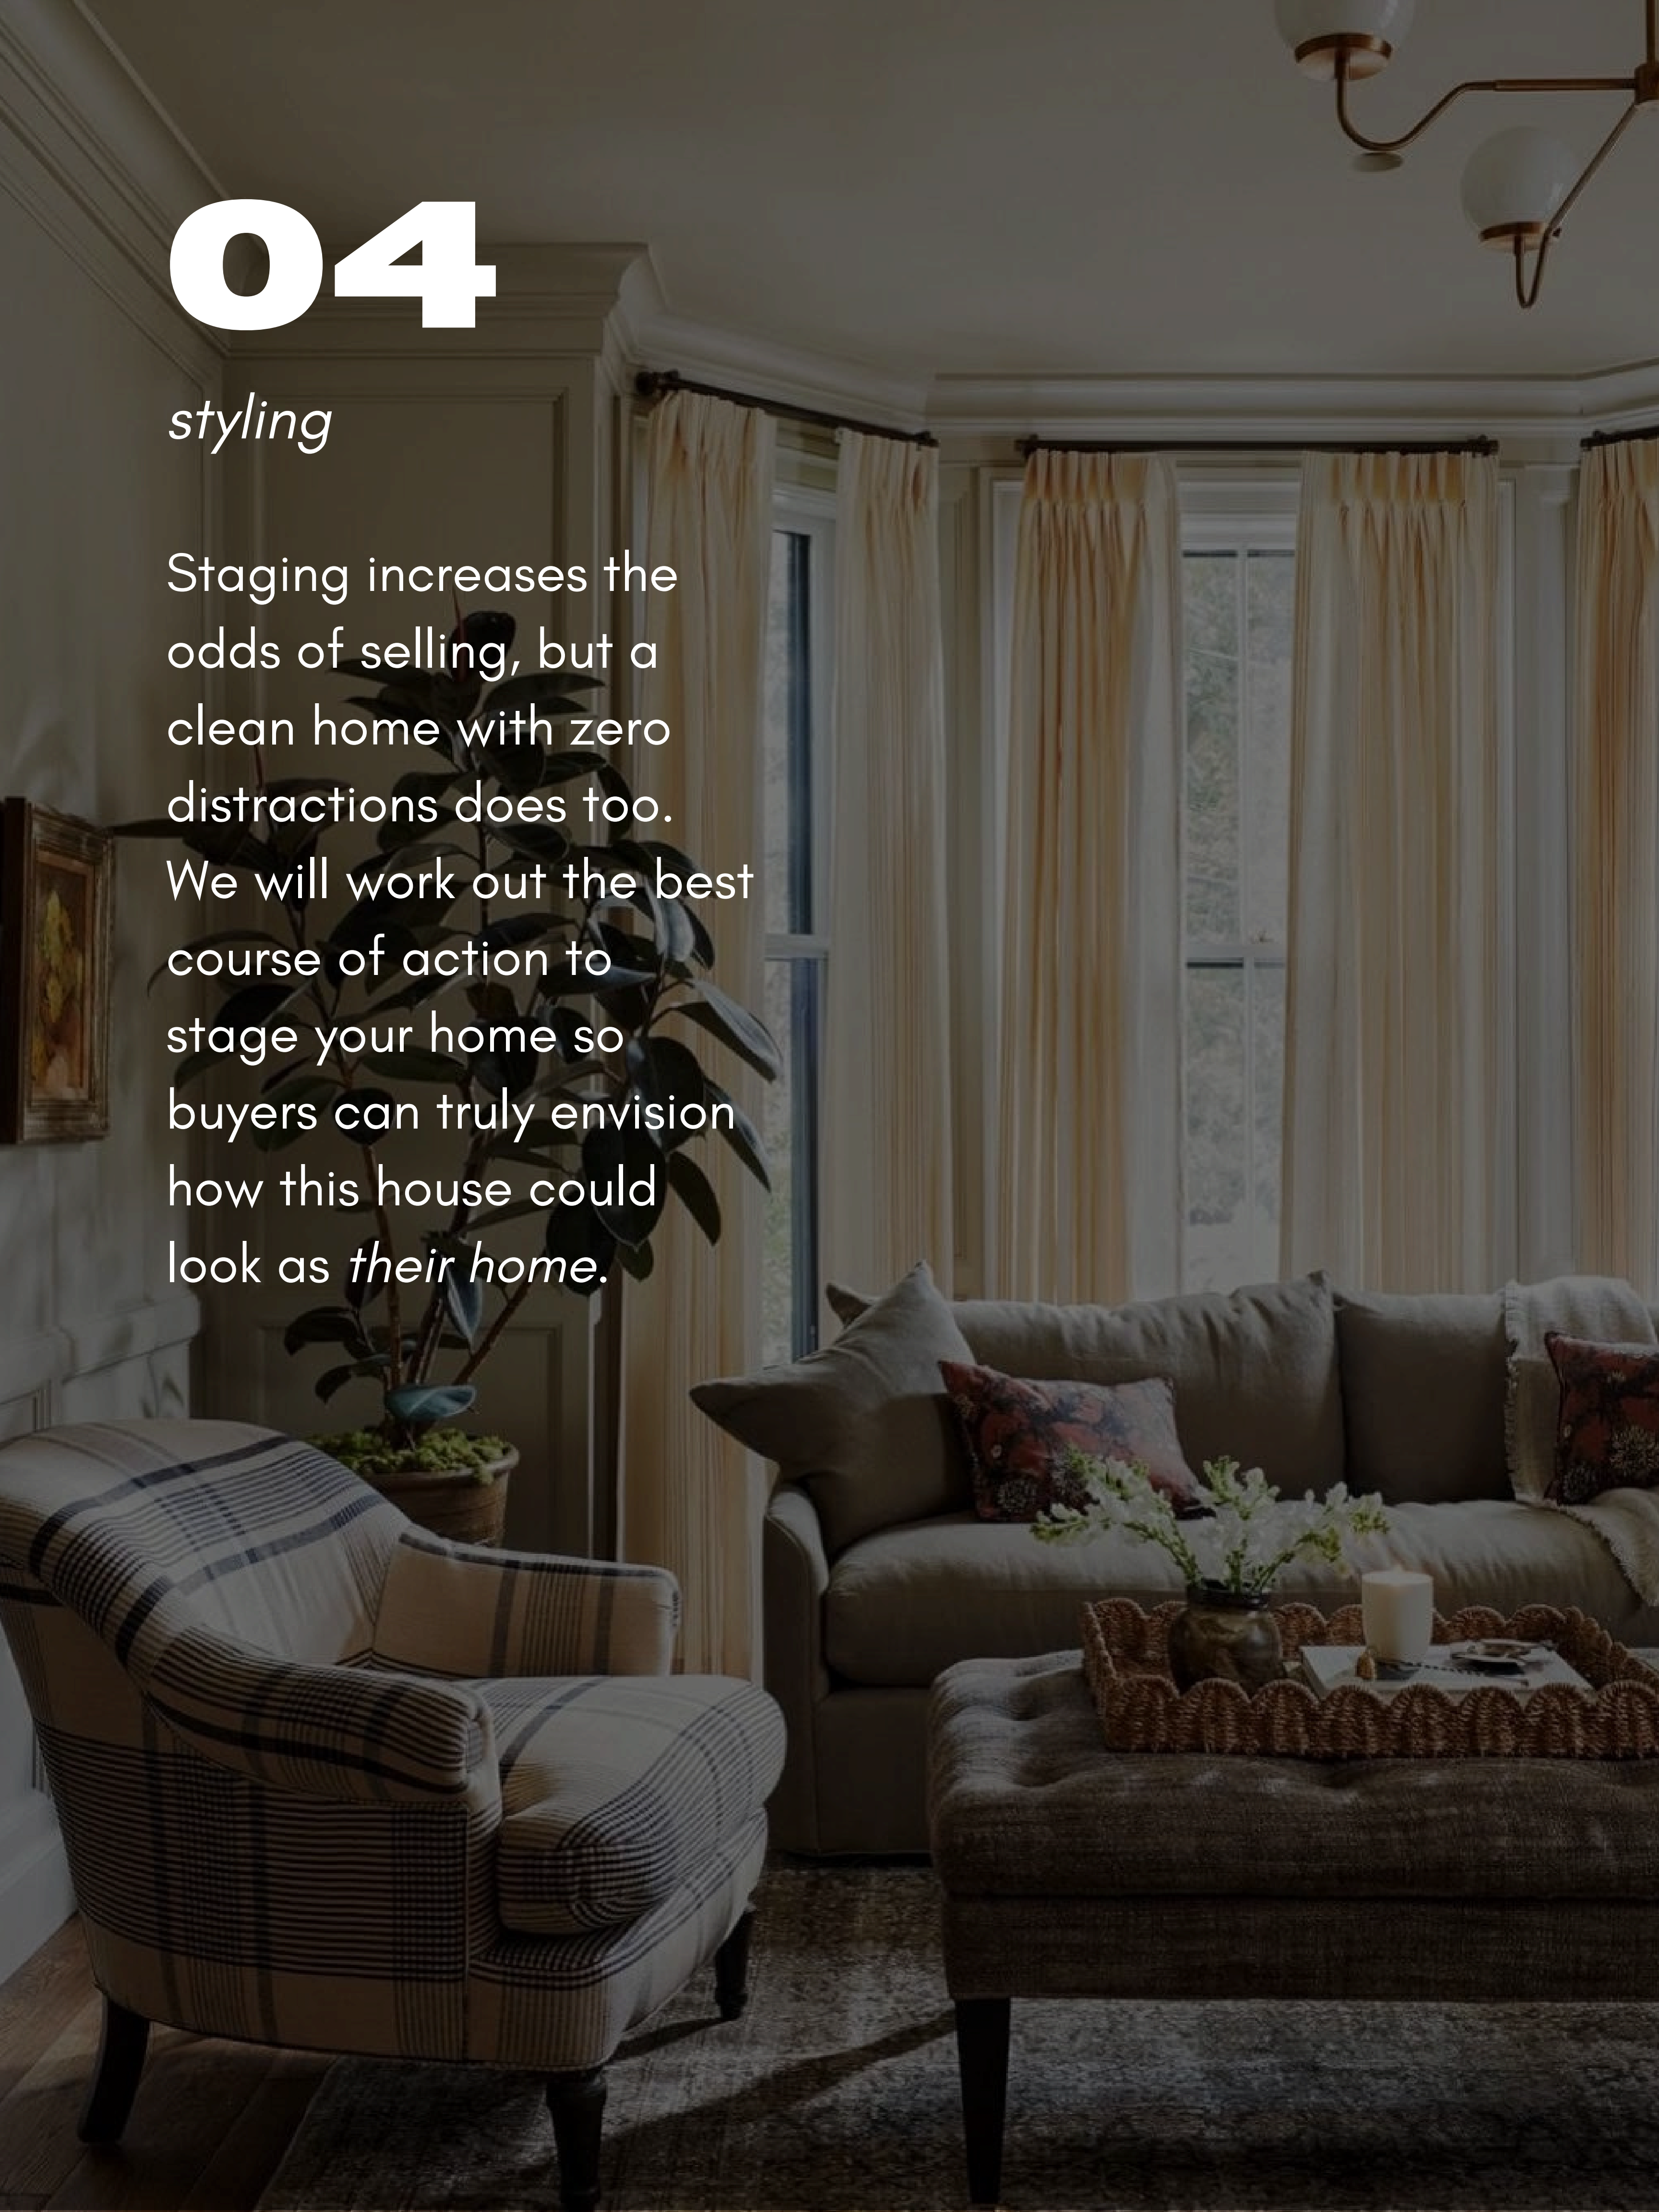 04
styling
Staging increases the
odds of selling, but a
clean home with zero
distractions does too.
We will work out the best
course of action to
stage your home so
buyers can truly envision
how this house could
look as their home.